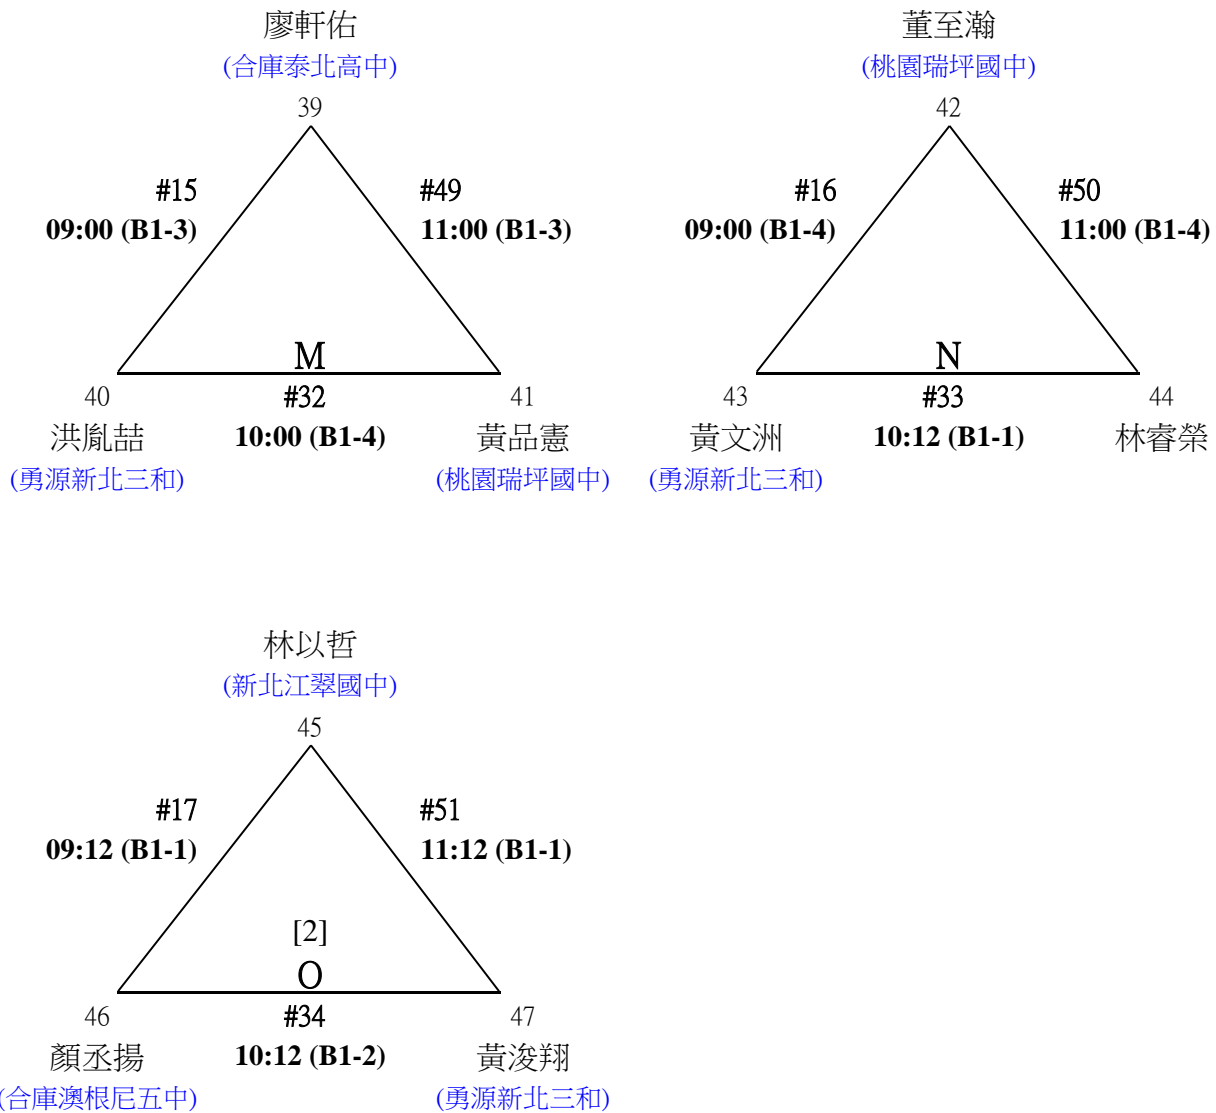 廖軒佑
(合庫泰北高中)
39
#15
09:00 (B1-3)
#49
11:00 (B1-3)
M
40
#32
41
洪胤喆
10:00 (B1-4)
黃品憲
(勇源新北三和)
(桃園瑞坪國中)
董至瀚
(桃園瑞坪國中)
42
#16
09:00 (B1-4)
#50
11:00 (B1-4)
N
43
#33
44
黃文洲
10:12 (B1-1)
林睿榮
(勇源新北三和)
林以哲
(新北江翠國中)
45
#17
09:12 (B1-1)
#51
11:12 (B1-1)
[2]
O
46
#34
47
顏丞揚
10:12 (B1-2)
黃浚翔
(合庫澳根尼五中)
(勇源新北三和)